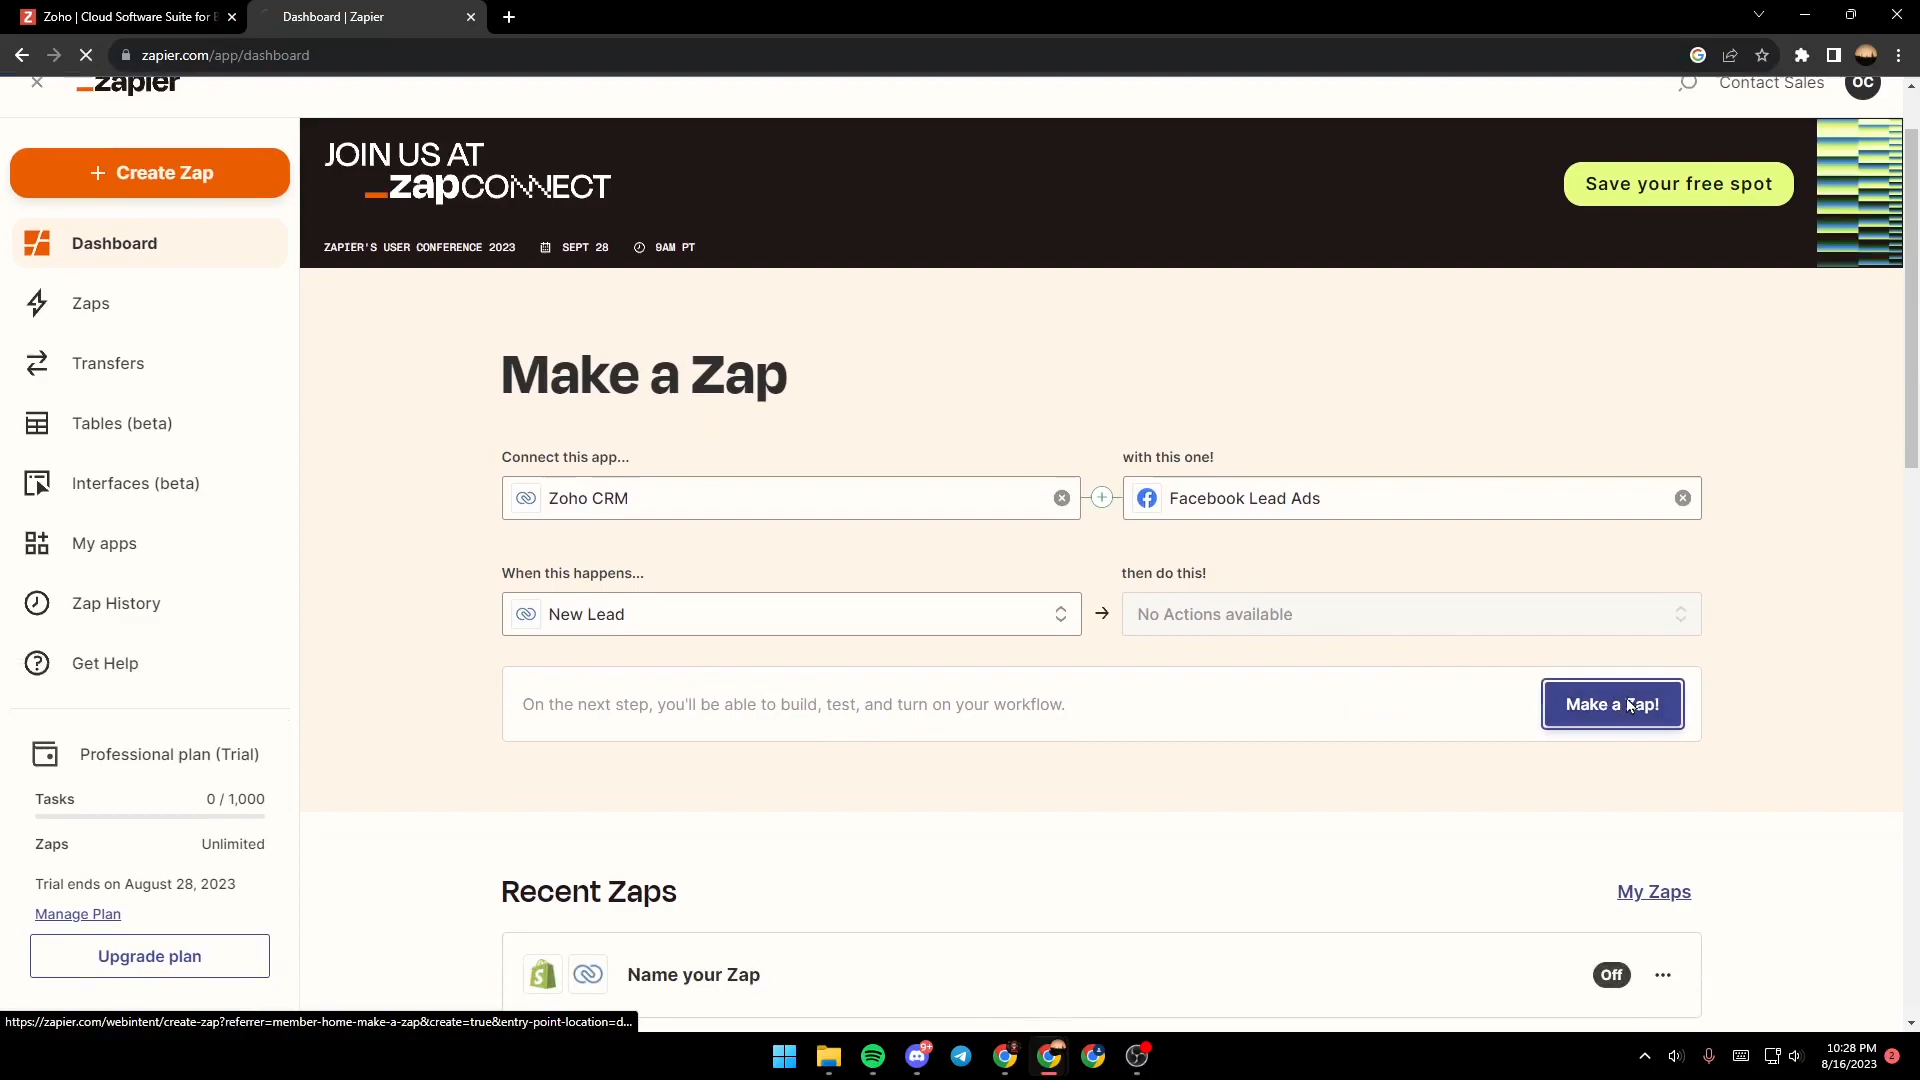 Zoho | Cloud Software Suite for B
Dashboard | Zapier
zapier.com/app/dashboard
zapier
Contact Sales
OC
+ Create Zap
JOIN US AT
zapCONNECT
Save your free spot
ZAPIER'S USER CONFERENCE 2023 SEPT 28 9AM PT
Dashboard
Zaps
Transfers
Tables (beta)
Interfaces (beta)
My apps
Zap History
Get Help
Professional plan (Trial)
Tasks 0 / 1,000
Zaps Unlimited
Trial ends on August 28, 2023
Manage Plan
Upgrade plan
Make a Zap
Connect this app...
with this one!
Zoho CRM
Facebook Lead Ads
When this happens...
then do this!
New Lead
No Actions available
On the next step, you'll be able to build, test, and turn on your workflow.
Make a Zap!
Recent Zaps
My Zaps
Name your Zap
Off
https://zapier.com/webintent/create-zap?referrer=member-home-make-a-zap&create=true&entry-point-location=d...
9+
10:28 PM
8/16/2023
2